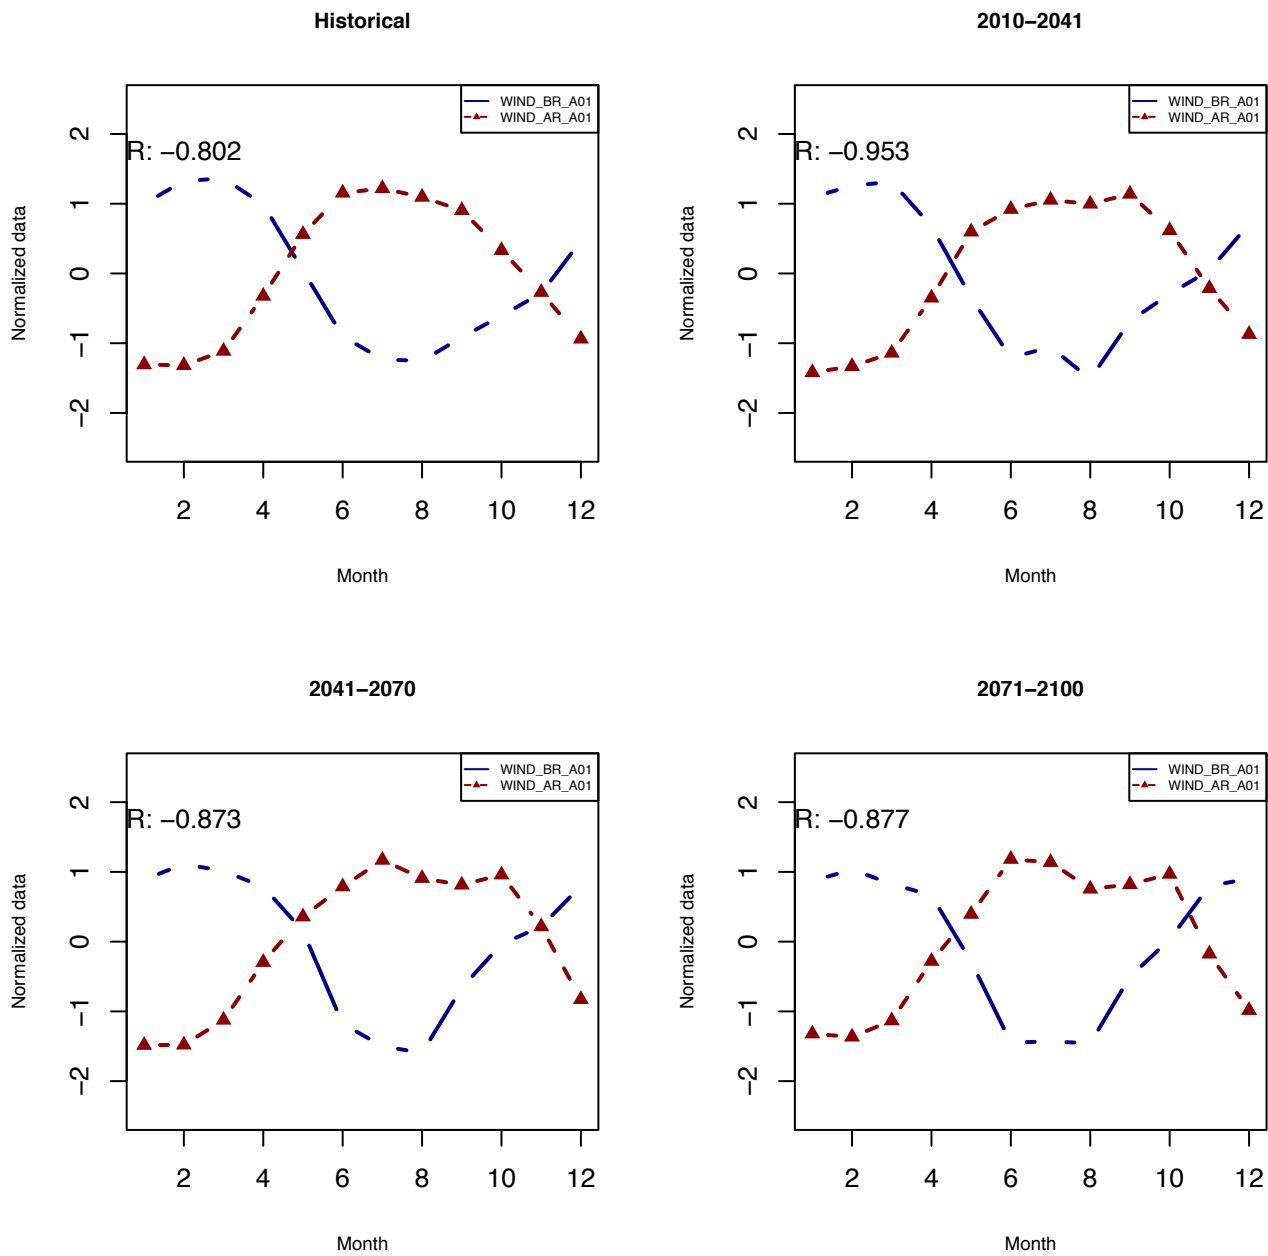 Historical
WIND_BR_A01
WIND_AR_A01
R: −0.802
Normalized data
2
1
0
−1
−2
2 4 6 8 10 12
Month
2010−2041
WIND_BR_A01
WIND_AR_A01
R: −0.953
Normalized data
2
1
0
−1
−2
2 4 6 8 10 12
Month
2041−2070
WIND_BR_A01
WIND_AR_A01
R: −0.873
Normalized data
2
1
0
−1
−2
2 4 6 8 10 12
Month
2071−2100
WIND_BR_A01
WIND_AR_A01
R: −0.877
Normalized data
2
1
0
−1
−2
2 4 6 8 10 12
Month